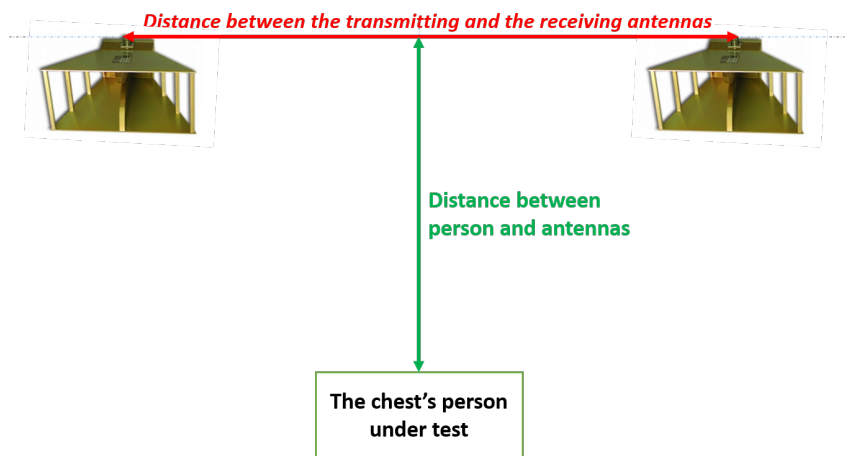 Distance between the transmitting and the receiving antennas
Distance between
person and antennas
The chest's person
under test